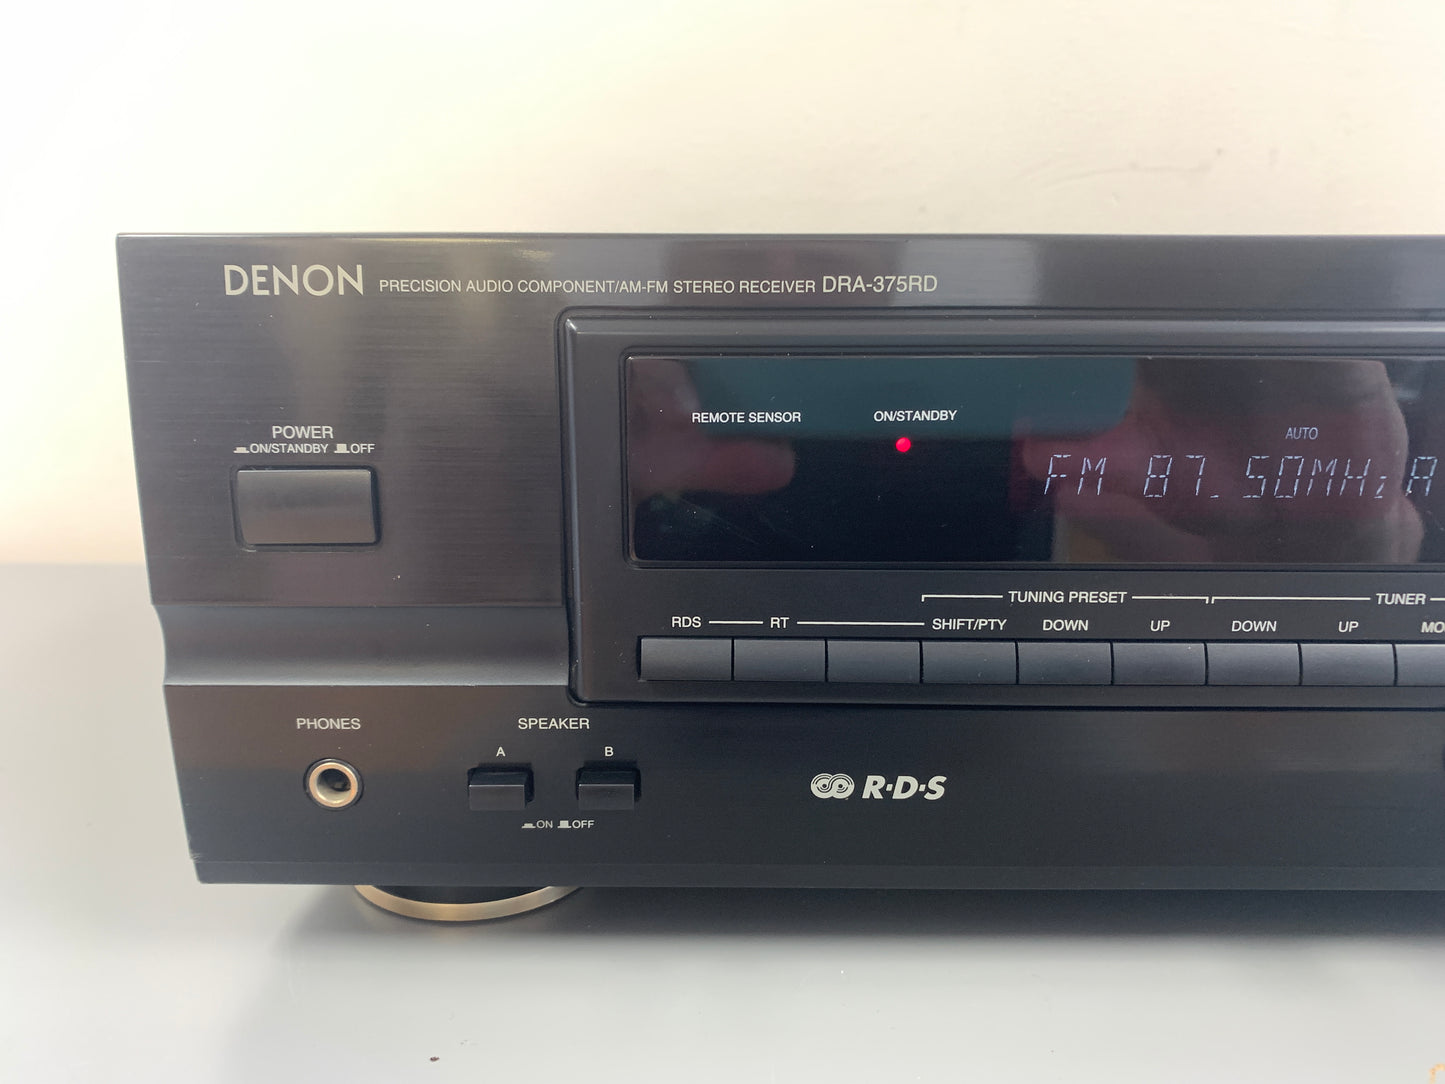 DENON PRECISION AUDIO COMPONENT/AM-FM STEREO RECEIVER DRA-375RD
POWER
ON/STANDBY OFF
REMOTE SENSOR
ON/STANDBY
AUTO
FM 87.50MHz A
TUNING PRESET
TUNER
RDS RT SHIFT/PTY DOWN UP DOWN UP MO
PHONES
SPEAKER
A B
ON OFF
R·D·S